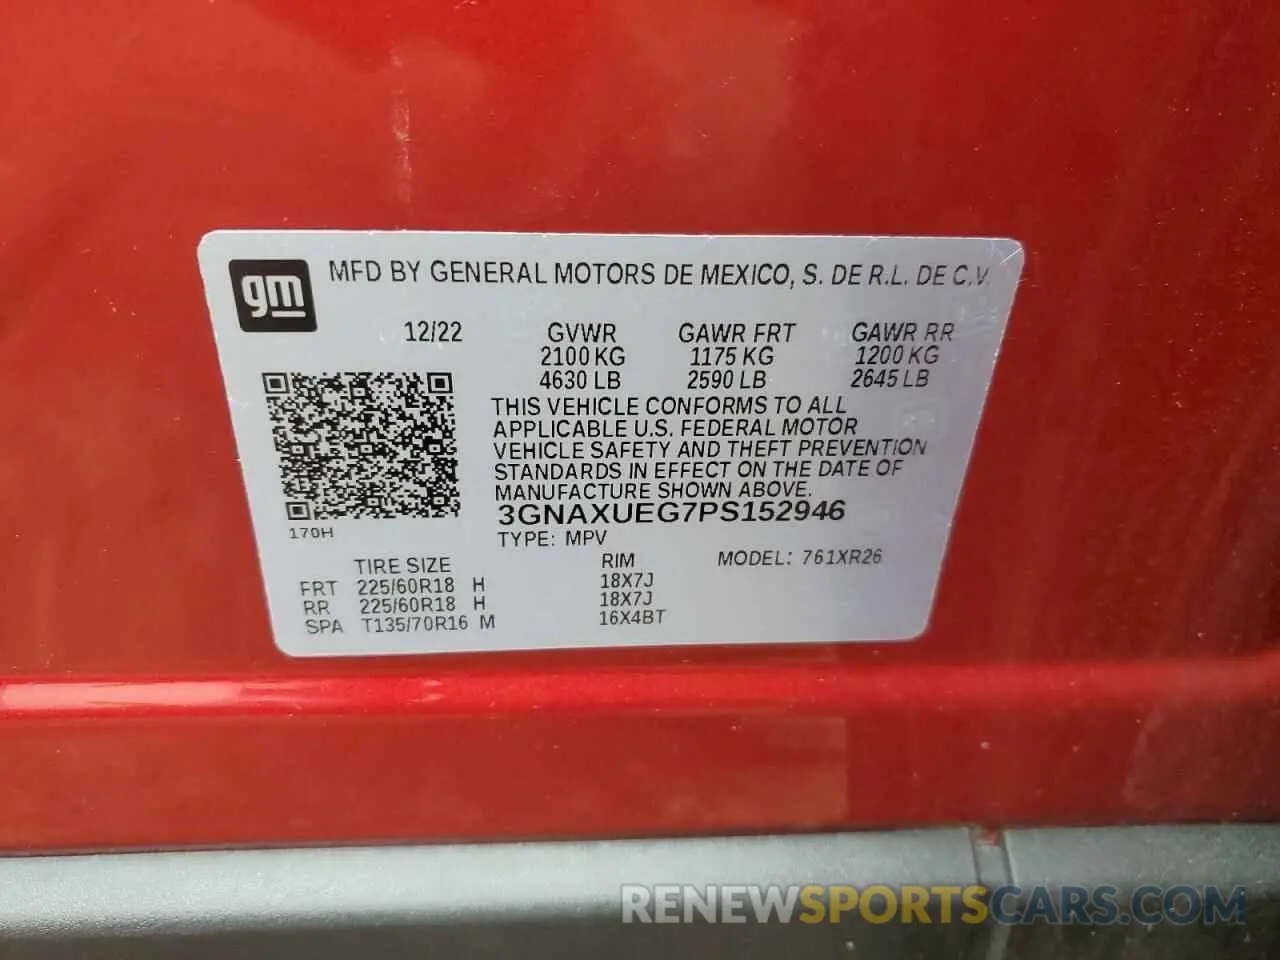 gm MFD BY GENERAL MOTORS DE MEXICO, S. DE R.L. DE C.V.
12/22 GVWR GAWR FRT GAWR RR
2100 KG 1175 KG 1200 KG
4630 LB 2590 LB 2645 LB
THIS VEHICLE CONFORMS TO ALL
APPLICABLE U.S. FEDERAL MOTOR
VEHICLE SAFETY AND THEFT PREVENTION
STANDARDS IN EFFECT ON THE DATE OF
MANUFACTURE SHOWN ABOVE.
3GNAXUEG7PS152946
170H TYPE: MPV
TIRE SIZE RIM MODEL: 761XR26
FRT 225/60R18 H 18X7J
RR 225/60R18 H 18X7J
SPA T135/70R16 M 16X4BT
RENEWSPORTSCARS.COM